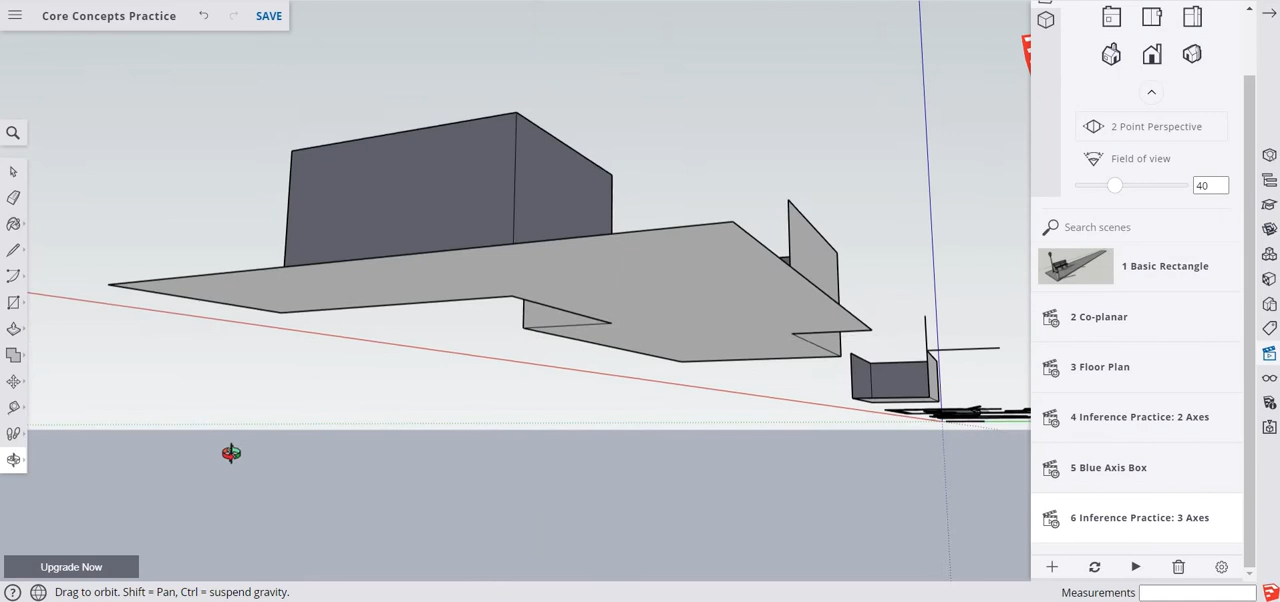 Core Concepts Practice
SAVE
2 Point Perspective
Field of view
40
Search scenes
1 Basic Rectangle
2 Co-planar
3 Floor Plan
4 Inference Practice: 2 Axes
5 Blue Axis Box
6 Inference Practice: 3 Axes
Upgrade Now
Drag to orbit. Shift = Pan, Ctrl = suspend gravity.
Measurements